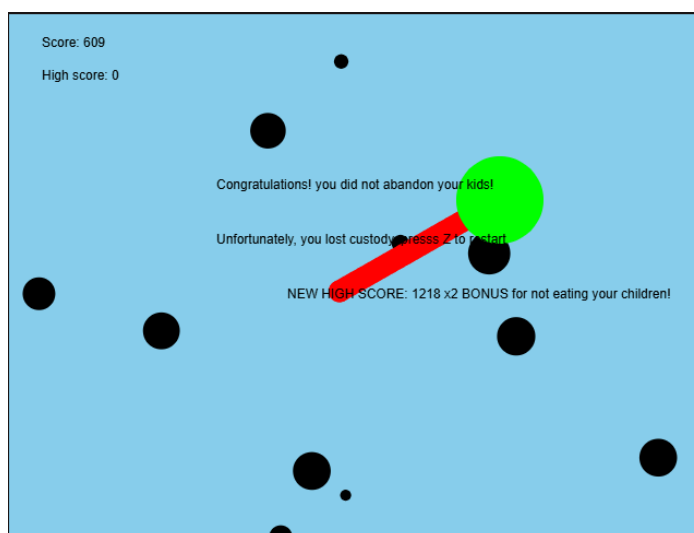 Score: 609
High score: 0
Congratulations! you did not abandon your kids!
Unfortunately, you lost custody, presss Z to restart
NEW HIGH SCORE: 1218 x2 BONUS for not eating your children!